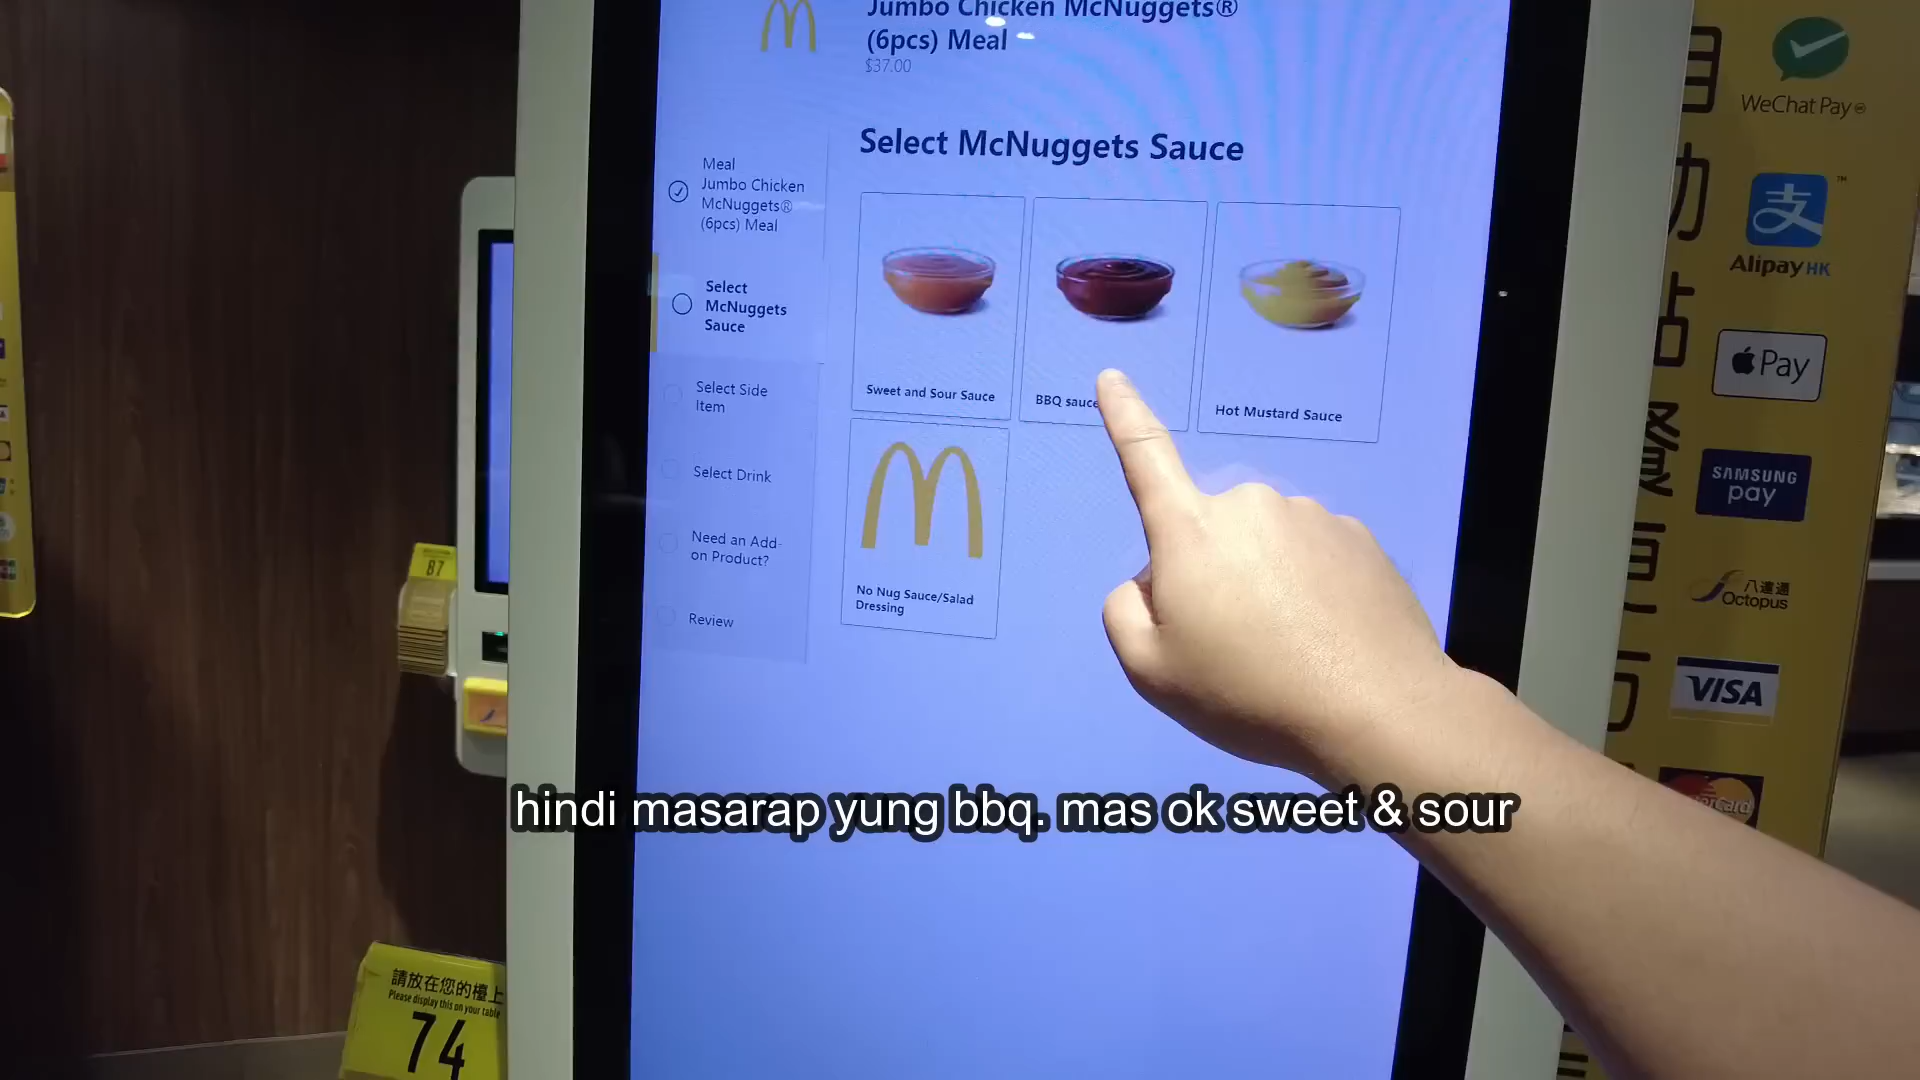 Jumbo Chicken McNuggets®
(6pcs) Meal
$37.00
Select McNuggets Sauce
Meal
Jumbo Chicken
McNuggets®
(6pcs) Meal
Select
McNuggets
Sauce
Select Side
Item
Select Drink
Need an Add-
on Product?
Review
Sweet and Sour Sauce
BBQ sauce
Hot Mustard Sauce
No Nug Sauce/Salad
Dressing
WeChat Pay
支
Alipay HK
Pay
SAMSUNG
pay
八達通
Octopus
VISA
87
請放在您的檯上
Please display this on your table
74
hindi masarap yung bbq. mas ok sweet & sour